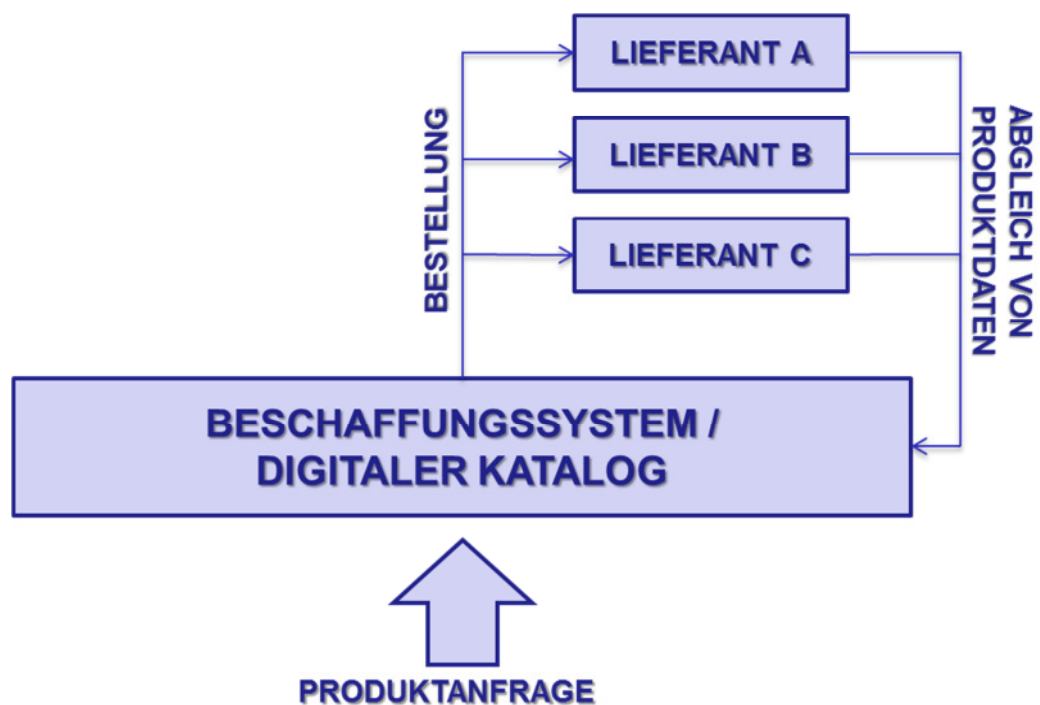 LIEFERANT A
LIEFERANT B
LIEFERANT C
BESTELLUNG
ABGLEICH VON
PRODUKTDATEN
BESCHAFFUNGSSYSTEM /
DIGITALER KATALOG
PRODUKTANFRAGE